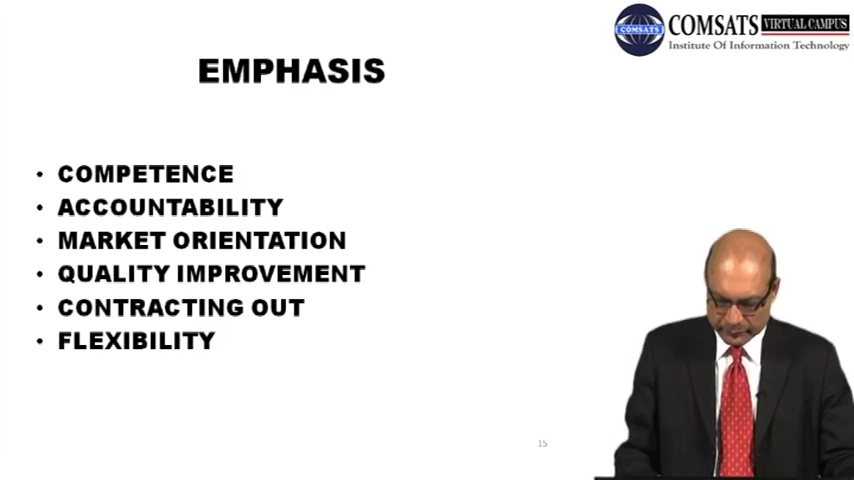 COMSATS VIRTUAL CAMPUS
COMSATS
Institute Of Information Technology
EMPHASIS
• COMPETENCE
• ACCOUNTABILITY
• MARKET ORIENTATION
• QUALITY IMPROVEMENT
• CONTRACTING OUT
• FLEXIBILITY
15